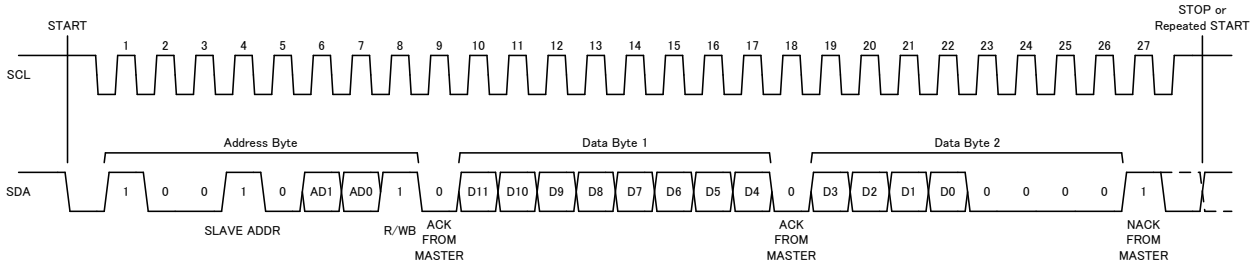 STOP or
Repeated START
START
1 2 3 4 5 6 7 8 9 10 11 12 13 14 15 16 17 18 19 20 21 22 23 24 25 26 27
SCL
Address Byte Data Byte 1 Data Byte 2
SDA 1 0 0 1 0 AD1 AD0 1 0 D11 D10 D9 D8 D7 D6 D5 D4 0 D3 D2 D1 D0 0 0 0 0 1
SLAVE ADDR R/WB ACK ACK NACK
FROM FROM FROM
MASTER MASTER MASTER